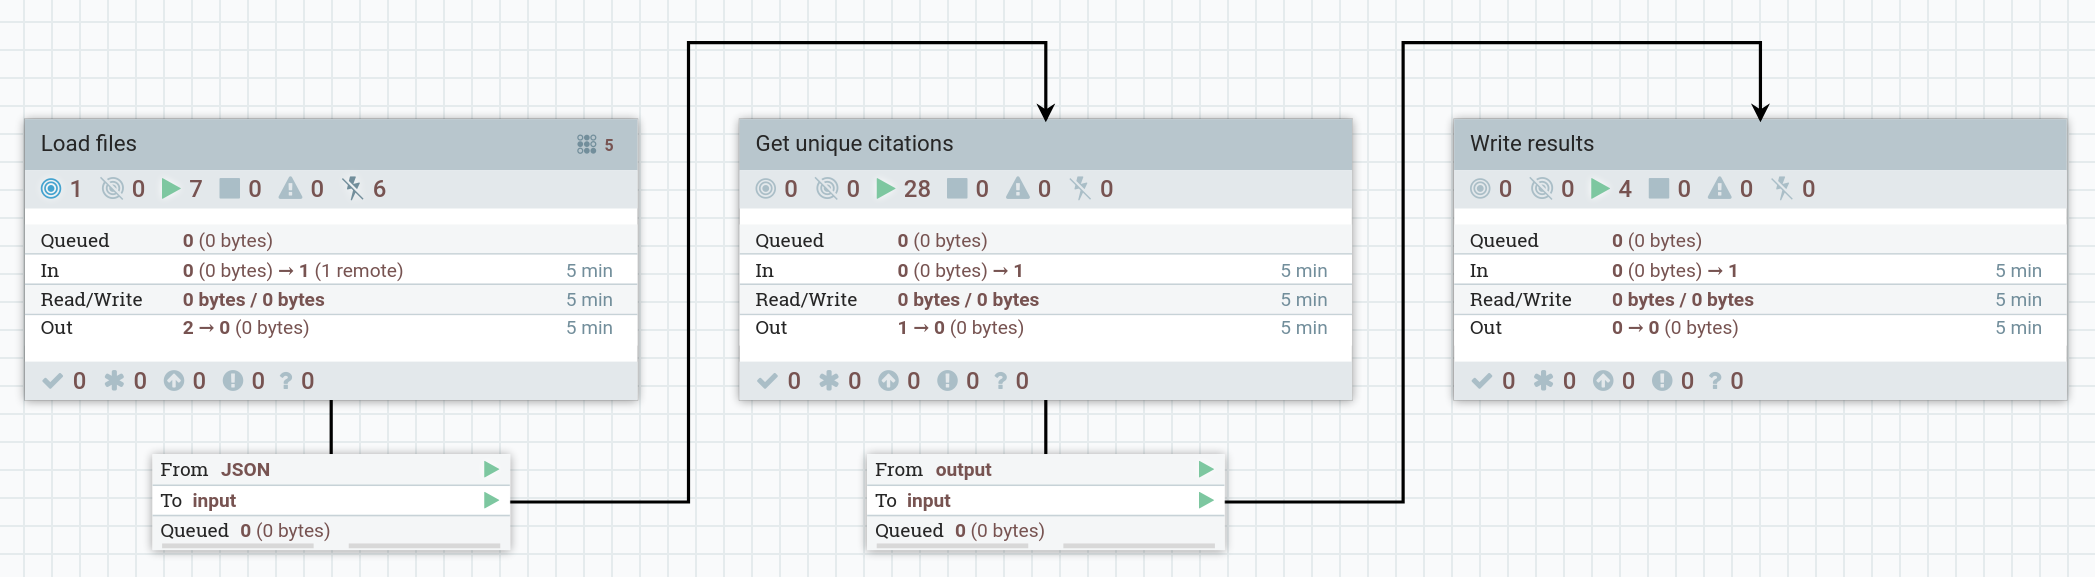 Load files 5
1 0 7 0 0 6
Queued 0 (0 bytes)
In 0 (0 bytes) → 1 (1 remote) 5 min
Read/Write 0 bytes / 0 bytes 5 min
Out 2 → 0 (0 bytes) 5 min
0 0 0 0 ? 0
From JSON
To input
Queued 0 (0 bytes)
Get unique citations
0 0 28 0 0 0
Queued 0 (0 bytes)
In 0 (0 bytes) → 1 5 min
Read/Write 0 bytes / 0 bytes 5 min
Out 1 → 0 (0 bytes) 5 min
0 0 0 0 ? 0
From output
To input
Queued 0 (0 bytes)
Write results
0 0 4 0 0 0
Queued 0 (0 bytes)
In 0 (0 bytes) → 1 5 min
Read/Write 0 bytes / 0 bytes 5 min
Out 0 → 0 (0 bytes) 5 min
0 0 0 0 ? 0